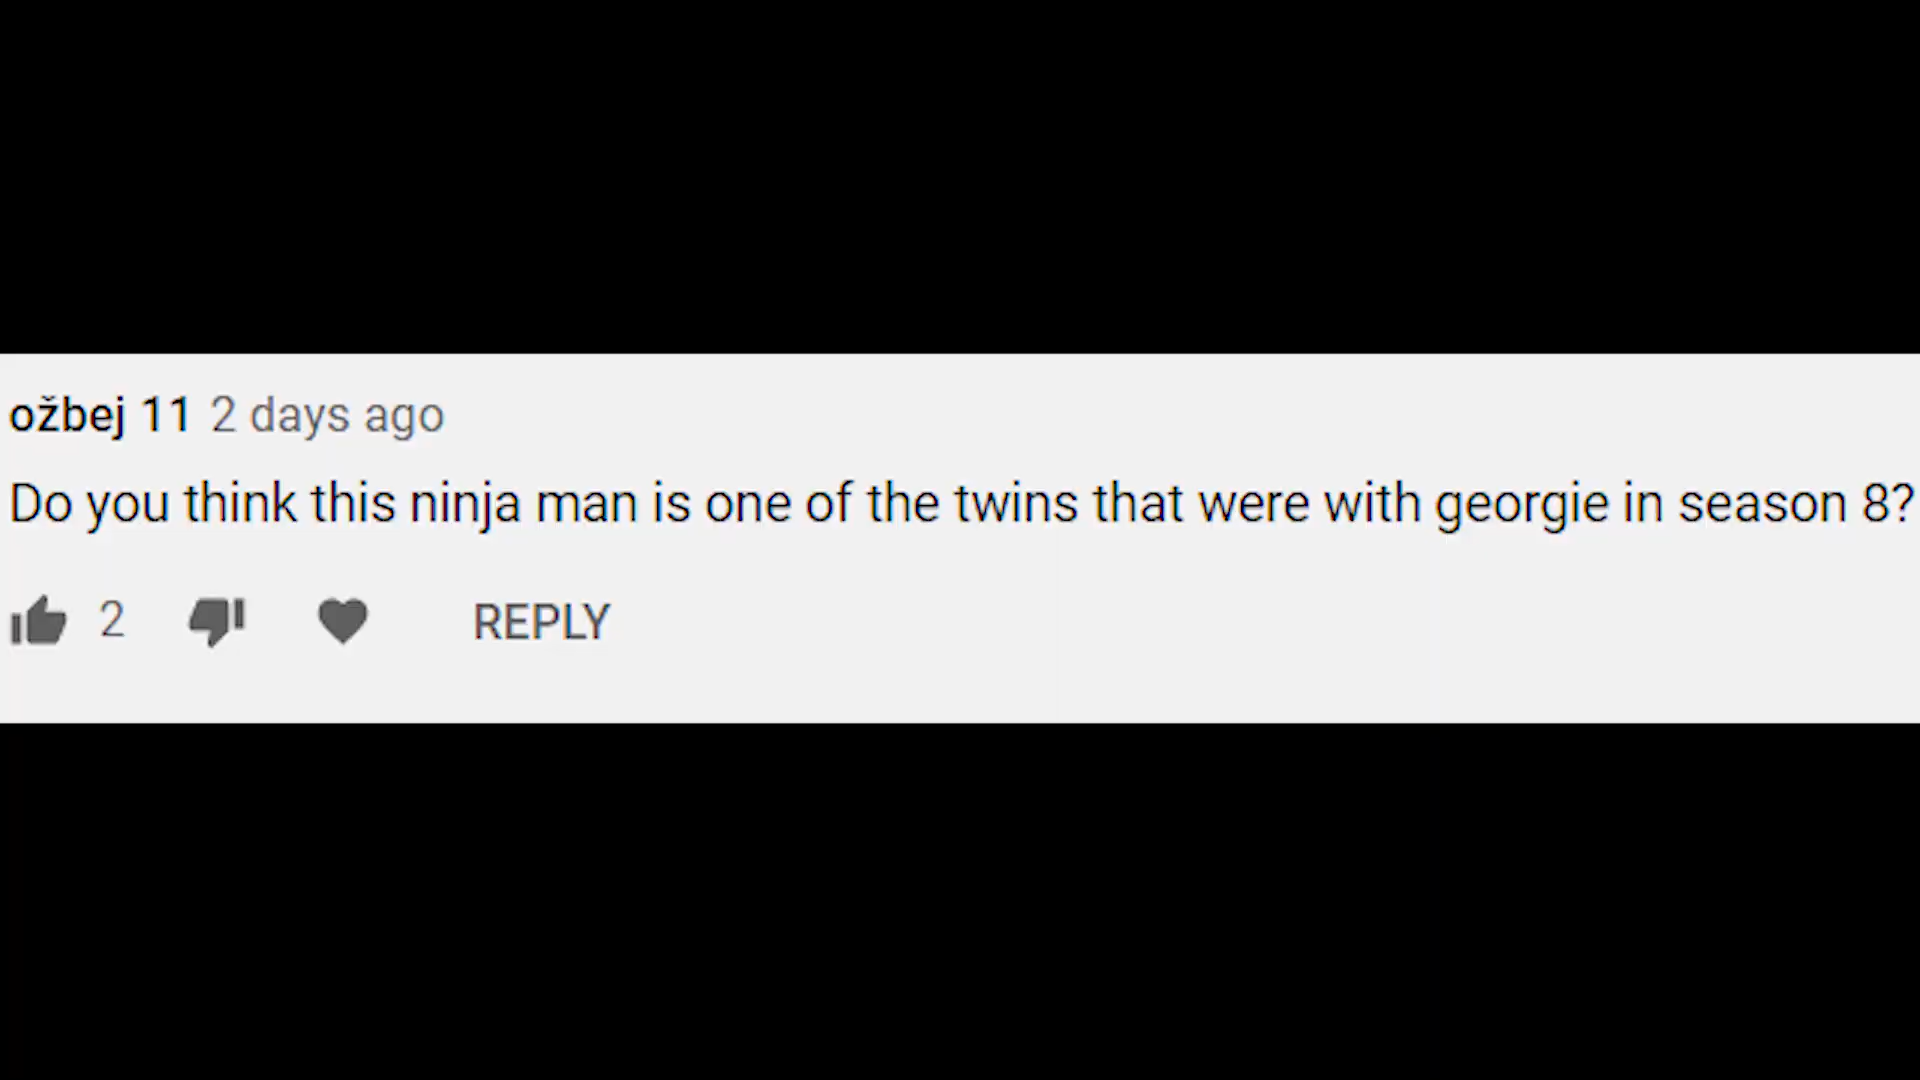 ožbej 11 2 days ago
Do you think this ninja man is one of the twins that were with georgie in season 8?
2 REPLY